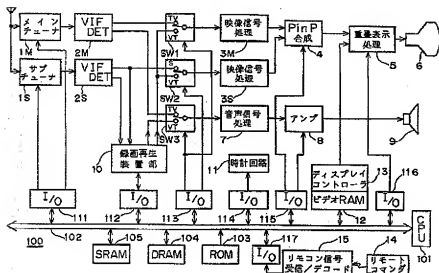 メイン
チューナ
1M
VIF
DET
2M
TV
VT
SW1
映像信号
処理
3M
PinP
合成
4
重畳表示
処理
5
6
サブ
チューナ
1S
VIF
DET
2S
S
VT
SW2
映像信号
処理
3S
TV
VT
SW3
音声信号
処理
7
アンプ
8
9
10
録画再生
装置部
11
時計回路
ディスプレイ
コントローラ
ビデオRAM
13
12
116
I/O
111
I/O
112
I/O
113
I/O
114
I/O
115
I/O
I/O
100
102
CPU
101
105
SRAM
104
DRAM
103
ROM
117
I/O
15
リモコン信号
受信/デコード
14
リモート
コマンダ